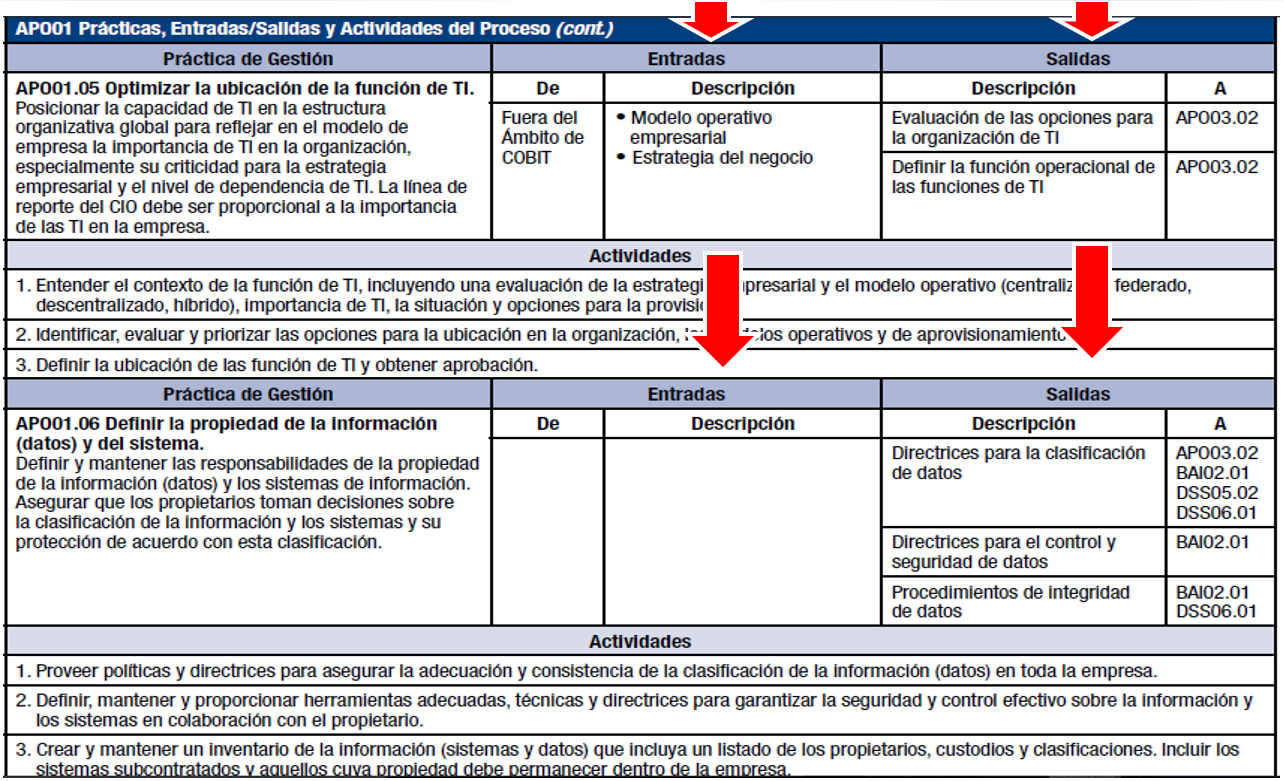 APO01 Prácticas, Entradas/Salidas y Actividades del Proceso (cont.)
Práctica de Gestión
Entradas
Salidas
APO01.05 Optimizar la ubicación de la función de TI.
Posicionar la capacidad de TI en la estructura
organizativa global para reflejar en el modelo de
empresa la importancia de TI en la organización,
especialmente su criticidad para la estrategia
empresarial y el nivel de dependencia de TI. La línea de
reporte del CIO debe ser proporcional a la importancia
de las TI en la empresa.
De
Descripción
Descripción
A
Fuera del
Ámbito de
COBIT
• Modelo operativo
empresarial
• Estrategia del negocio
Evaluación de las opciones para
la organización de TI
APO03.02
Definir la función operacional de
las funciones de TI
APO03.02
Actividades
1. Entender el contexto de la función de TI, incluyendo una evaluación de la y el modelo operativo federado,
descentralizado, híbrido), importancia de TI, la situación y opciones para la
2. Identificar, evaluar y priorizar las opciones para la ubicación en la organización, operativos y de aprovisionamiento
3. Definir la ubicación de las función de TI y obtener aprobación.
Práctica de Gestión
Entradas
Salidas
APO01.06 Definir la propiedad de la información
(datos) y del sistema.
Definir y mantener las responsabilidades de la propiedad
de la información (datos) y los sistemas de información.
Asegurar que los propietarios toman decisiones sobre
la clasificación de la información y los sistemas y su
protección de acuerdo con esta clasificación.
De
Descripción
Descripción
A
Directrices para la clasificación
de datos
APO03.02
BAI02.01
DSS05.02
DSS06.01
Directrices para el control y
seguridad de datos
BAI02.01
Procedimientos de integridad
de datos
BAI02.01
DSS06.01
Actividades
1. Proveer políticas y directrices para asegurar la adecuación y consistencia de la clasificación de la información (datos) en toda la empresa.
2. Definir, mantener y proporcionar herramientas adecuadas, técnicas y directrices para garantizar la seguridad y control efectivo sobre la información y
los sistemas en colaboración con el propietario.
3. Crear y mantener un inventario de la información (sistemas y datos) que incluya un listado de los propietarios, custodios y clasificaciones. Incluir los
sistemas subcontratados y aquellos cuya propiedad debe permanecer dentro de la empresa.